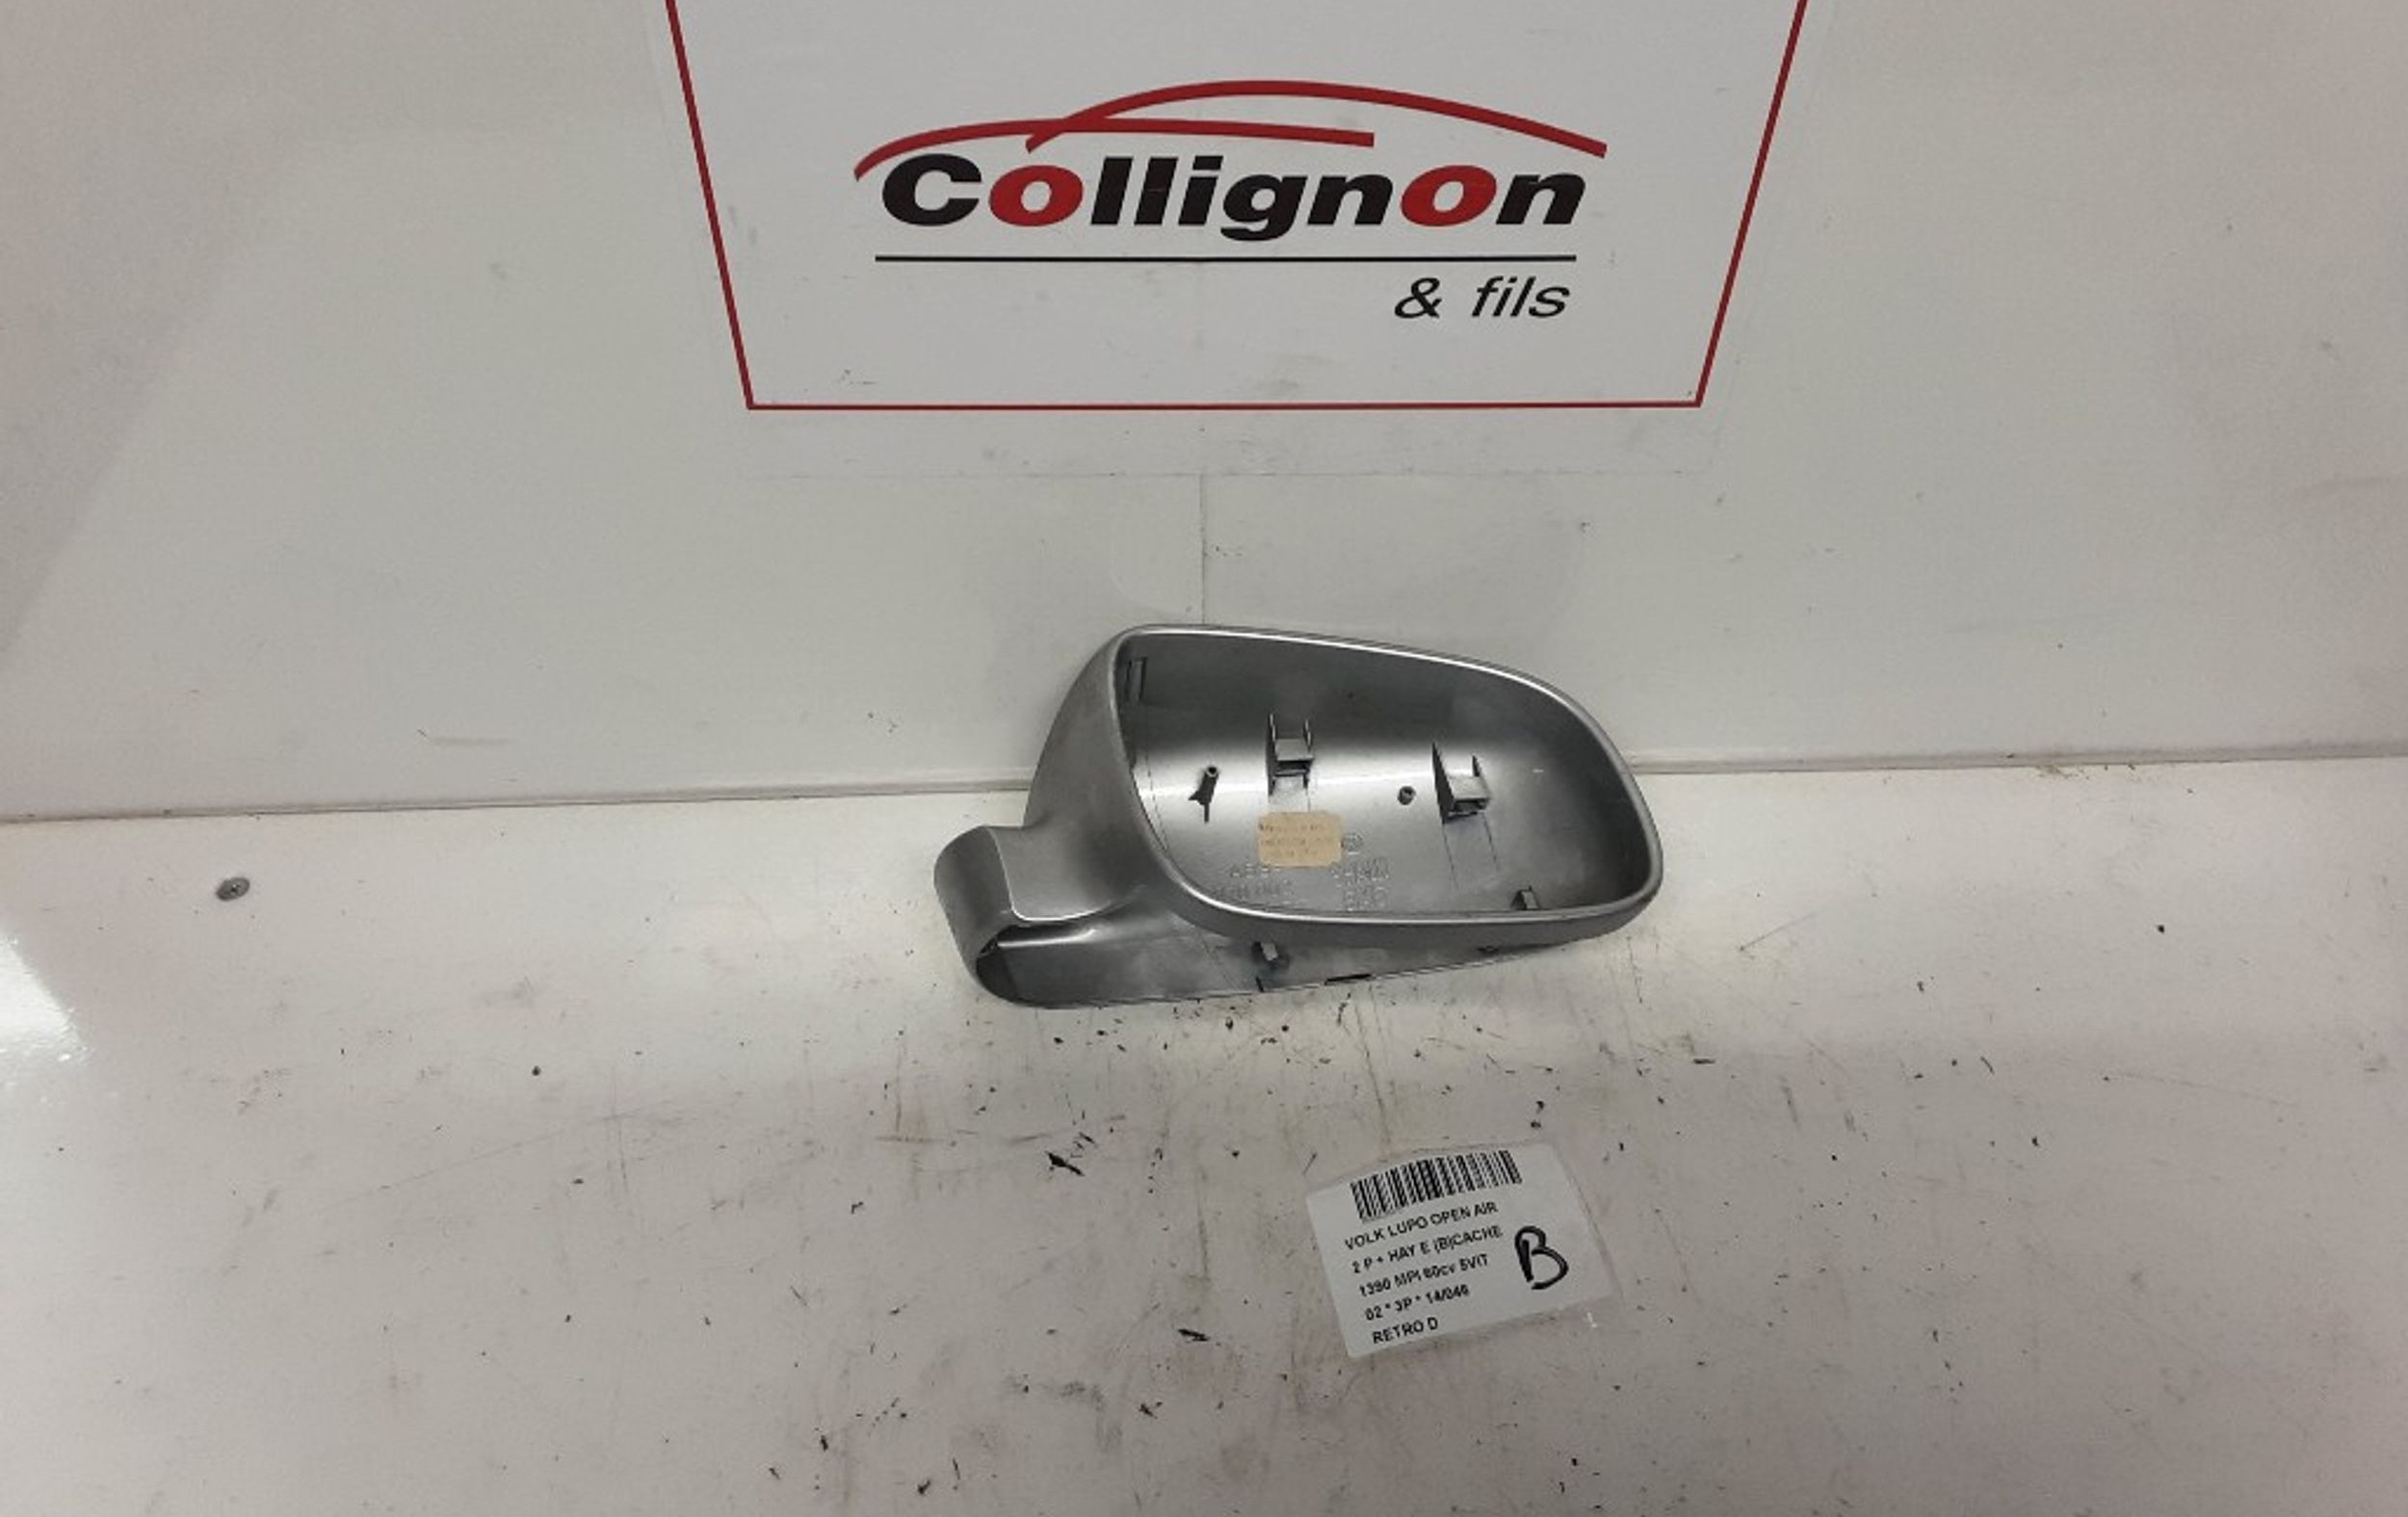 Collignon
& fils
VOLK LUPO OPEN AIR
2 P + HAY E (B)CACHE
1390 MPI 60cv 5VIT
02 * 3P * 14/046
RETRO D
B